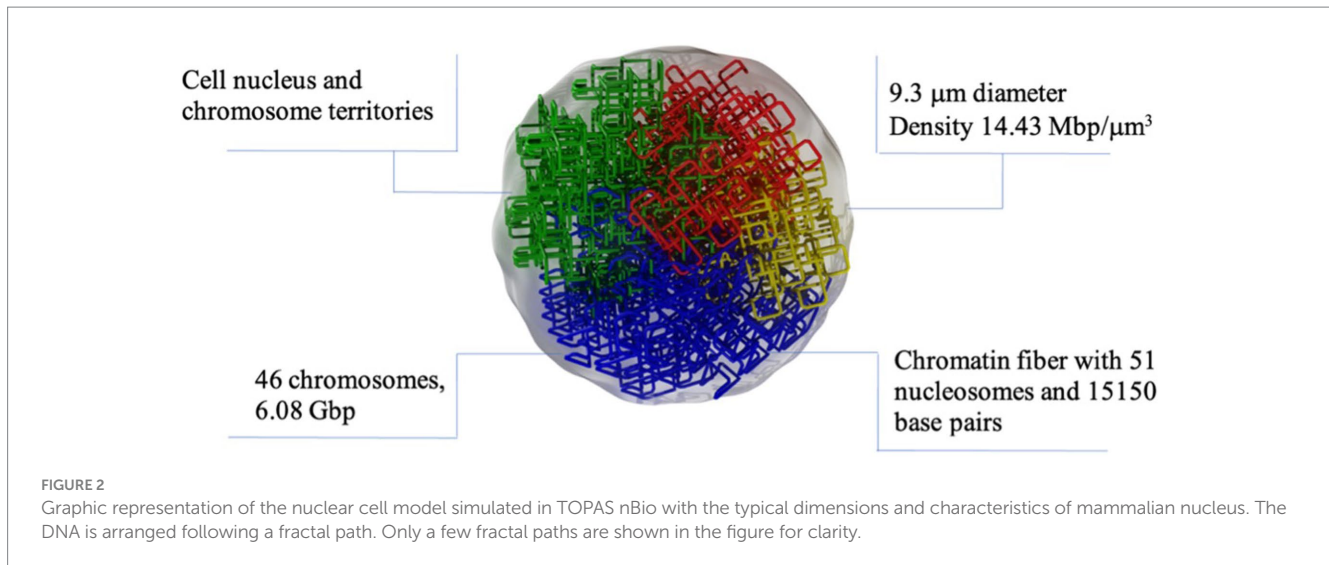 Cell nucleus and
chromosome territories
9.3 μm diameter
Density 14.43 Mbp/μm³
46 chromosomes,
6.08 Gbp
Chromatin fiber with 51
nucleosomes and 15150
base pairs
FIGURE 2
Graphic representation of the nuclear cell model simulated in TOPAS nBio with the typical dimensions and characteristics of mammalian nucleus. The
DNA is arranged following a fractal path. Only a few fractal paths are shown in the figure for clarity.